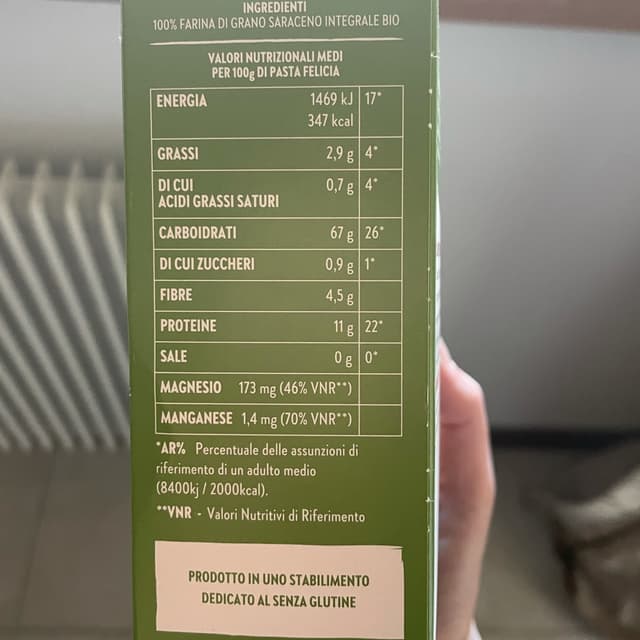 INGREDIENTI
100% FARINA DI GRANO SARACENO INTEGRALE BIO
VALORI NUTRIZIONALI MEDI
PER 100g DI PASTA FELICIA
ENERGIA 1469 kJ 17*
347 kcal
GRASSI 2,9 g 4*
DI CUI 0,7 g 4*
ACIDI GRASSI SATURI
CARBOIDRATI 67 g 26*
DI CUI ZUCCHERI 0,9 g 1*
FIBRE 4,5 g
PROTEINE 11 g 22*
SALE 0 g 0*
MAGNESIO 173 mg (46% VNR**)
MANGANESE 1,4 mg (70% VNR**)
*AR% Percentuale delle assunzioni di
riferimento di un adulto medio
(8400kj / 2000kcal).
**VNR - Valori Nutritivi di Riferimento
PRODOTTO IN UNO STABILIMENTO
DEDICATO AL SENZA GLUTINE